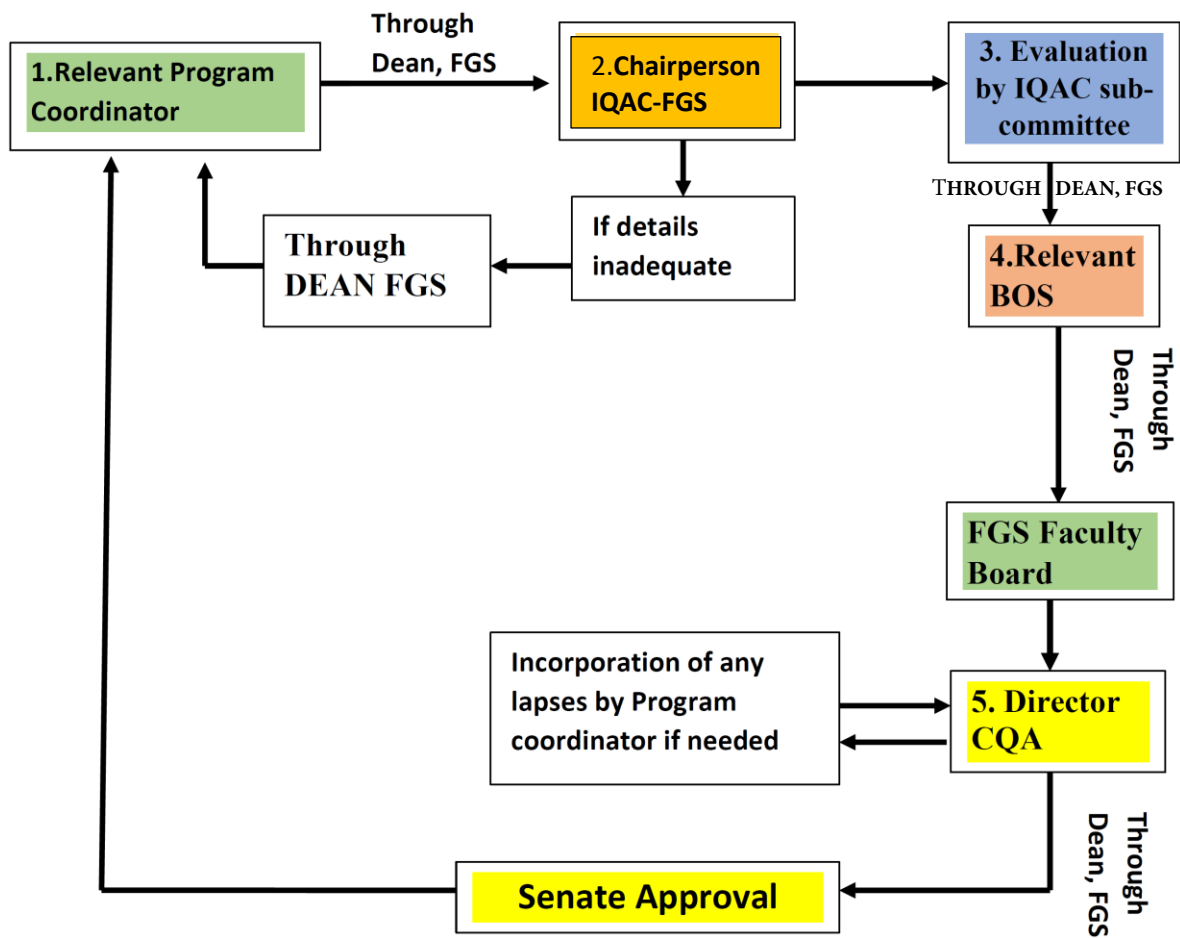 Through
Dean, FGS
1.Relevant Program
Coordinator
2.Chairperson
IQAC-FGS
3. Evaluation
by IQAC sub-
committee
THROUGH DEAN, FGS
If details
inadequate
Through
DEAN FGS
4.Relevant
BOS
Through
Dean, FGS
FGS Faculty
Board
Incorporation of any
lapses by Program
coordinator if needed
5. Director
CQA
Through
Dean, FGS
Senate Approval